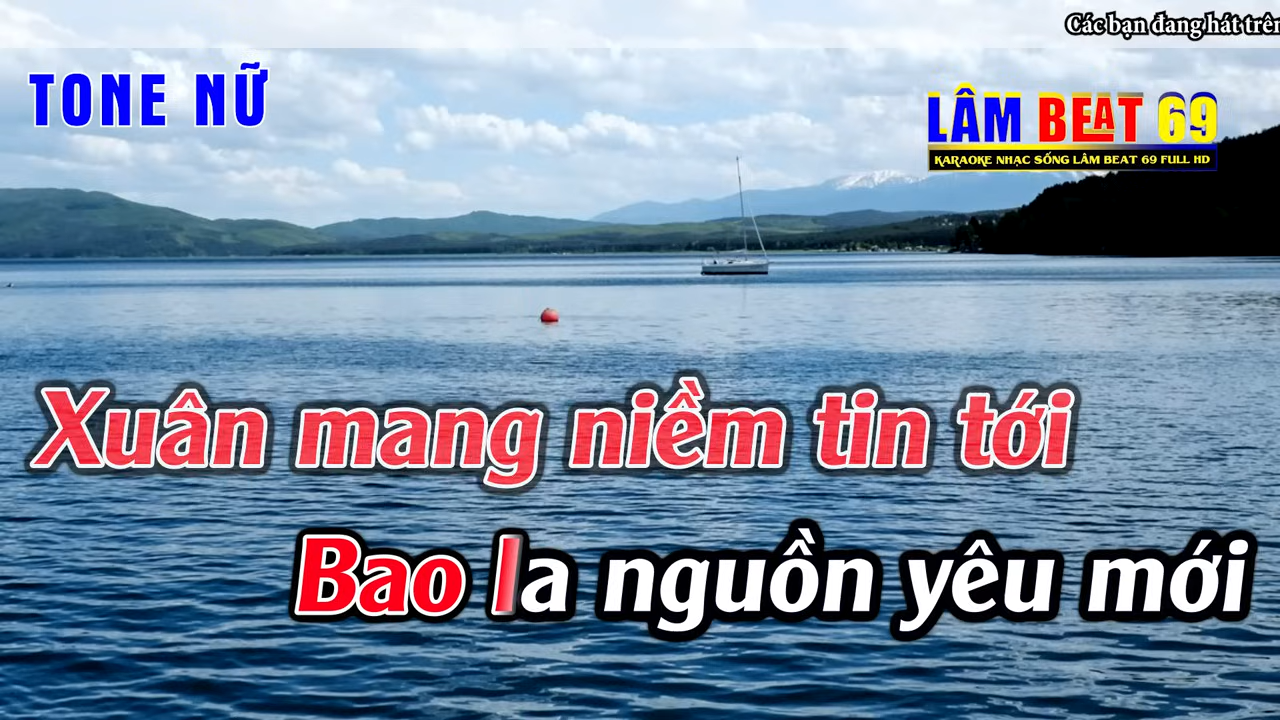 Các bạn đang hát trên
TONE NỮ
LÂM BEAT 69
KARAOKE NHẠC SỐNG LÂM BEAT 69 FULL HD
Xuân mang niềm tin tới
Bao la nguồn yêu mới